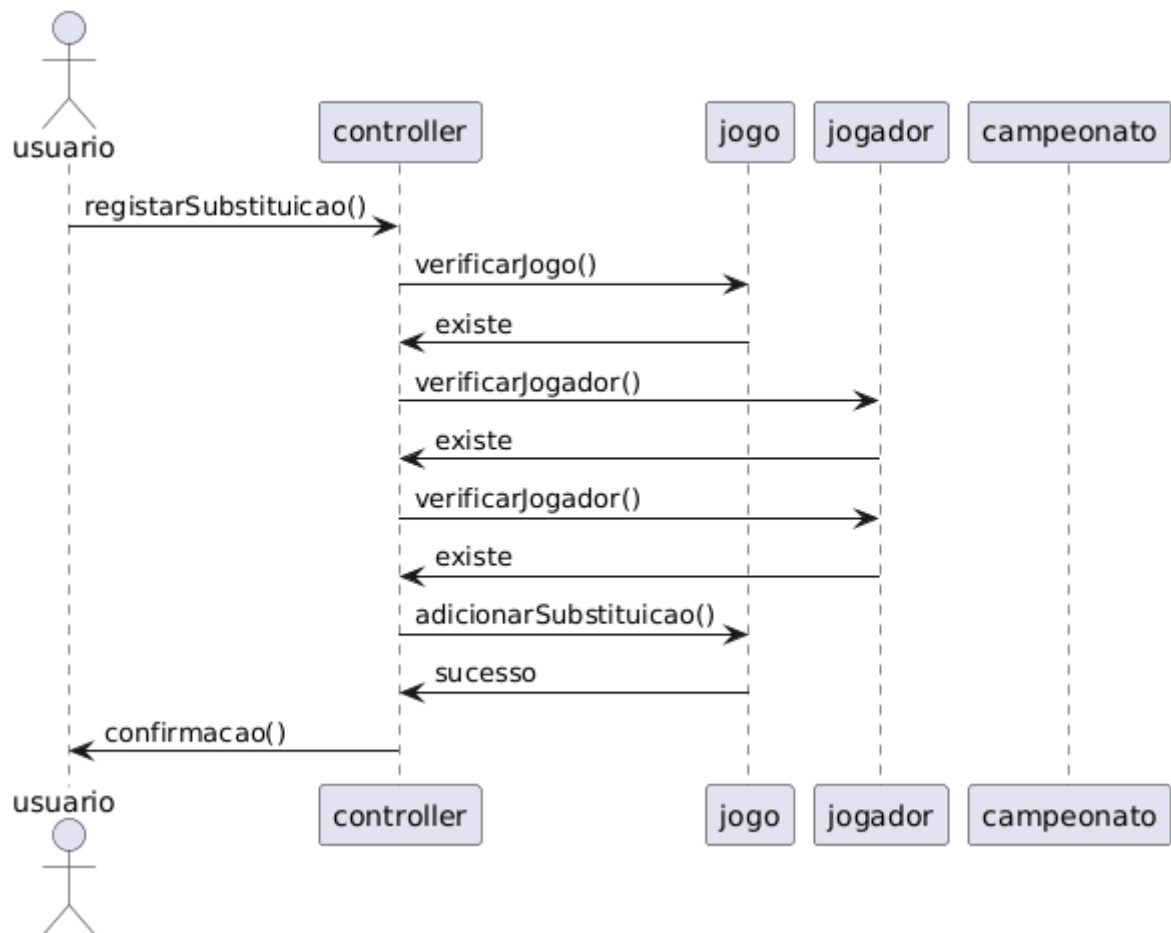 usuario
controller
jogo
jogador
campeonato
registarSubstituicao()
verificarJogo()
existe
verificarJogador()
existe
verificarJogador()
existe
adicionarSubstituicao()
sucesso
confirmacao()
usuario
controller
jogo
jogador
campeonato